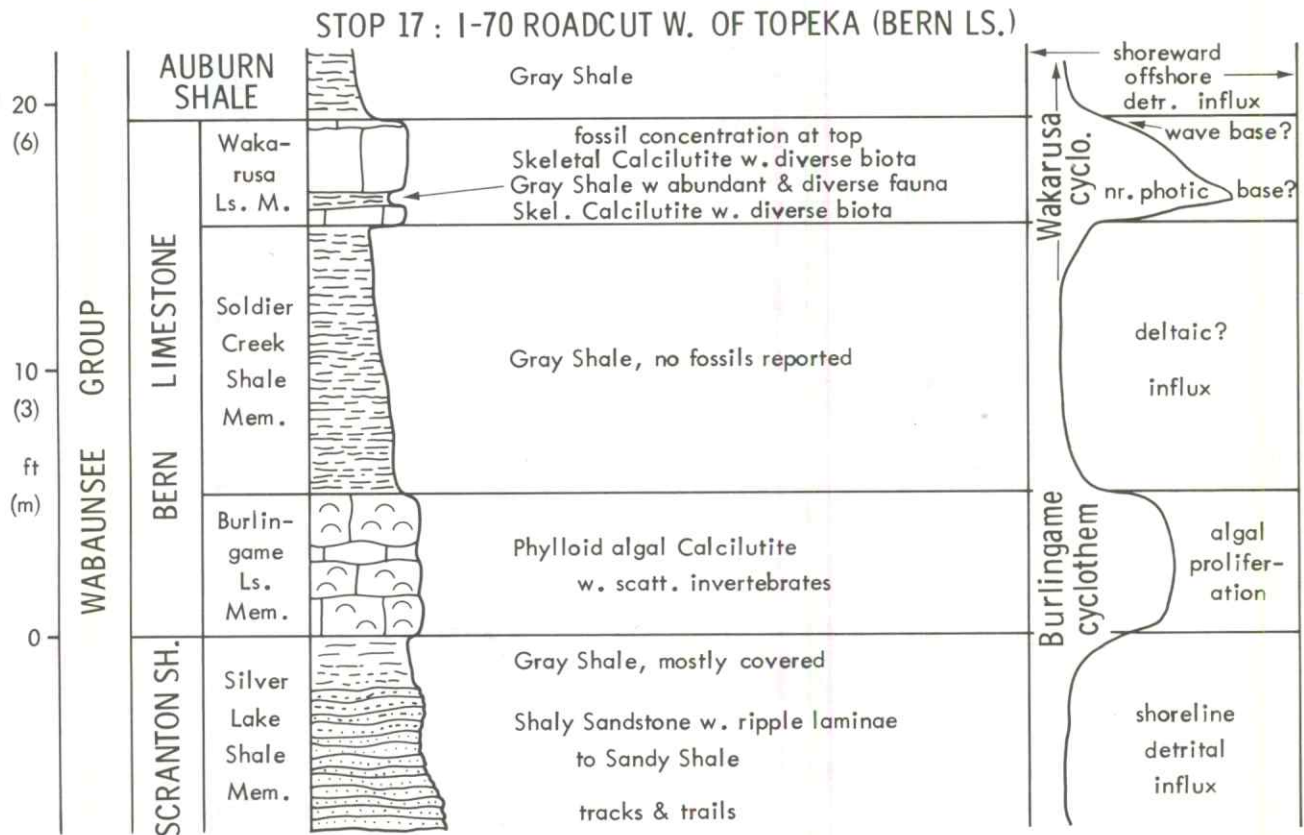 STOP 17 : I-70 ROADCUT W. OF TOPEKA (BERN LS.)
20
(6)
10
(3)
ft
(m)
0
WABAUNSEE GROUP
BERN LIMESTONE
AUBURN
SHALE
SCRANTON SH.
Waka-
rusa
Ls. M.
Soldier
Creek
Shale
Mem.
Burlin-
game
Ls.
Mem.
Silver
Lake
Shale
Mem.
Gray Shale
fossil concentration at top
Skeletal Calcilutite w. diverse biota
Gray Shale w abundant & diverse fauna
Skel. Calcilutite w. diverse biota
Gray Shale, no fossils reported
Phylloid algal Calcilutite
w. scatt. invertebrates
Gray Shale, mostly covered
Shaly Sandstone w. ripple laminae
to Sandy Shale
tracks & trails
Wakarusa
cyclo.
Burlingame
cyclothem
shoreward
offshore
detr. influx
wave base?
nr. photic base?
deltaic?
influx
algal
prolifer-
ation
shoreline
detrital
influx